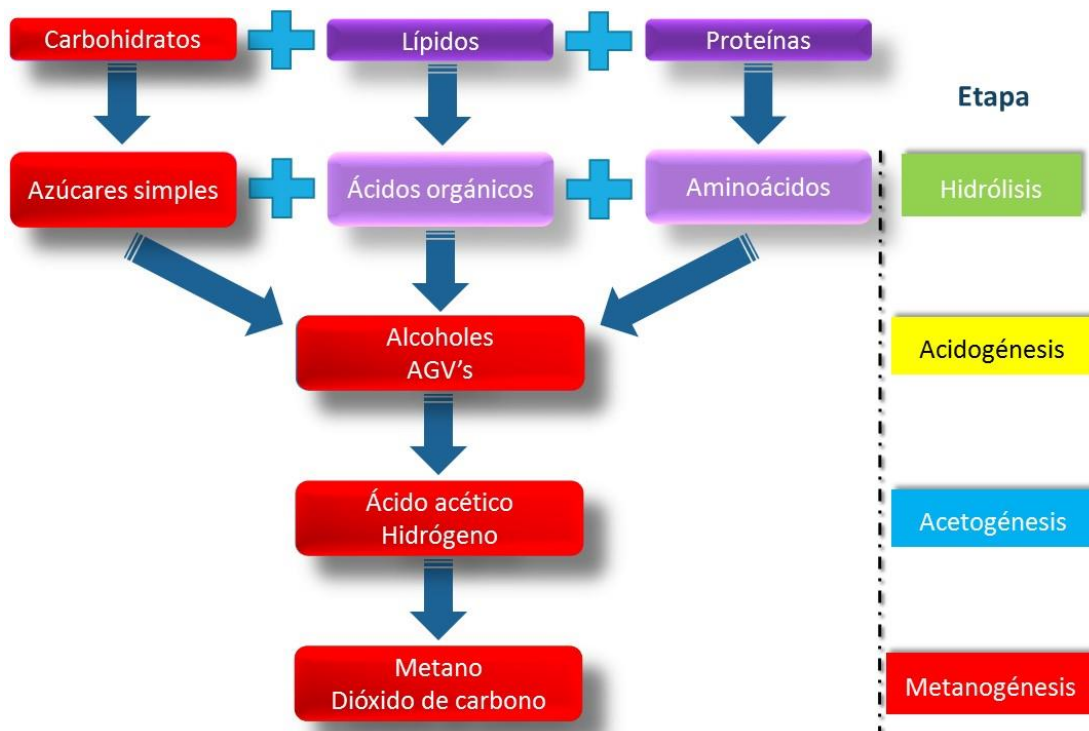 Carbohidratos
Lípidos
Proteínas
Etapa
Azúcares simples
Ácidos orgánicos
Aminoácidos
Hidrólisis
Alcoholes
AGV's
Acidogénesis
Ácido acético
Hidrógeno
Acetogénesis
Metano
Dióxido de carbono
Metanogénesis